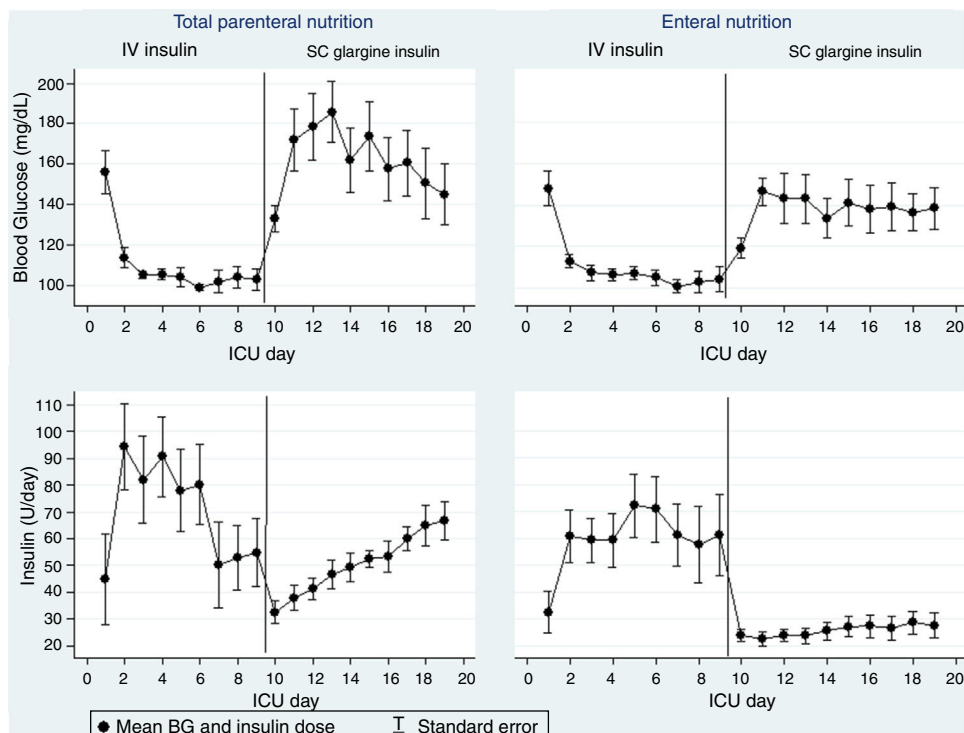 Total parenteral nutrition
Enteral nutrition
IV insulin
SC glargine insulin
IV insulin
SC glargine insulin
Blood Glucose (mg/dL)
200
180
160
140
120
100
0 2 4 6 8 10 12 14 16 18 20
ICU day
0 2 4 6 8 10 12 14 16 18 20
ICU day
Insulin (U/day)
110
100
90
80
70
60
50
40
30
20
0 2 4 6 8 10 12 14 16 18 20
ICU day
0 2 4 6 8 10 12 14 16 18 20
ICU day
Mean BG and insulin dose
Standard error